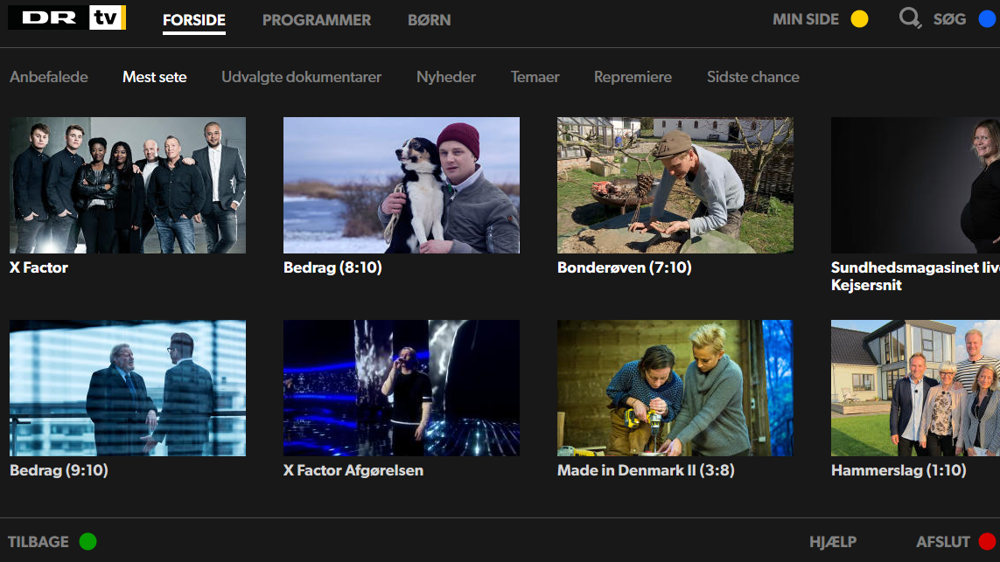 DR tv FORSIDE PROGRAMMER BØRN MIN SIDE SØG
Anbefalede Mest sete Udvalgte dokumentarer Nyheder Temaer Repremiere Sidste chance
X Factor
Bedrag (8:10)
Bonderøven (7:10)
Sundhedsmagasinet
Kejsersnit
Bedrag (9:10)
X Factor Afgørelsen
Made in Denmark II (3:8)
Hammerslag (1:10)
TILBAGE HJÆLP AFSLUT